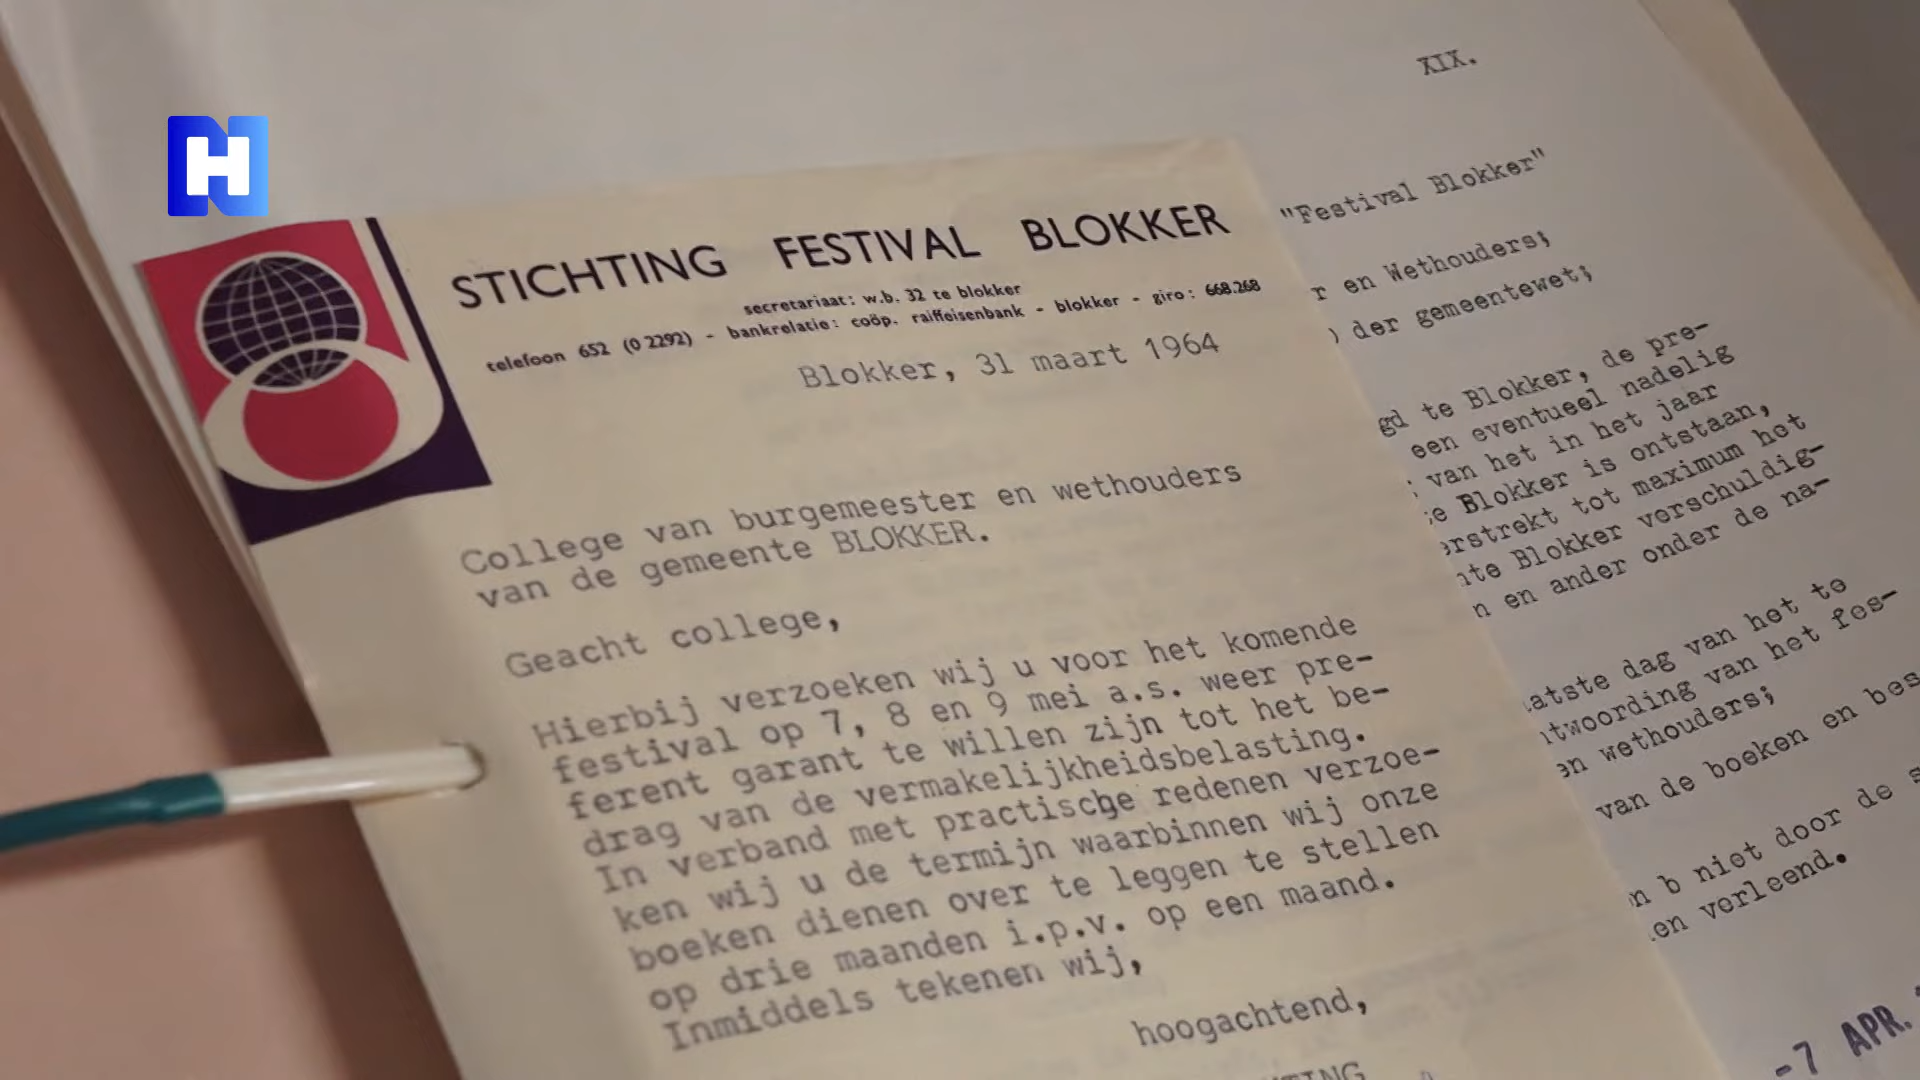 NH
STICHTING FESTIVAL BLOKKER
secretariaat: w.b. 32 te blokker
telefoon 652 (0 2292) - bankrelatie: coöp. raiffeisenbank - blokker - giro: 668.268
Blokker, 31 maart 1964
College van burgemeester en wethouders
van de gemeente BLOKKER.
Geacht college,
Hierbij verzoeken wij u voor het komende
festival op 7, 8 en 9 mei a.s. weer pre-
ferent garant te willen zijn tot het be-
drag van de vermakelijkheidsbelasting.
In verband met practische redenen verzoe-
ken wij u de termijn waarbinnen wij onze
boeken dienen over te leggen te stellen
op drie maanden i.p.v. op een maand.
Inmiddels tekenen wij,
hoogachtend,
XIX.
"Festival Blokker"
r en Wethouders;
) der gemeentewet;
gd te Blokker, de pre-
een eventueel nadelig
van het in het jaar
e Blokker is ontstaan,
erstrekt tot maximum het
nte Blokker verschuldig-
n en ander onder de na-
aatste dag van het te
ntwoording van het fes-
en wethouders;
van de boeken en bes
n b niet door de s
en verleend.
-7 APR.